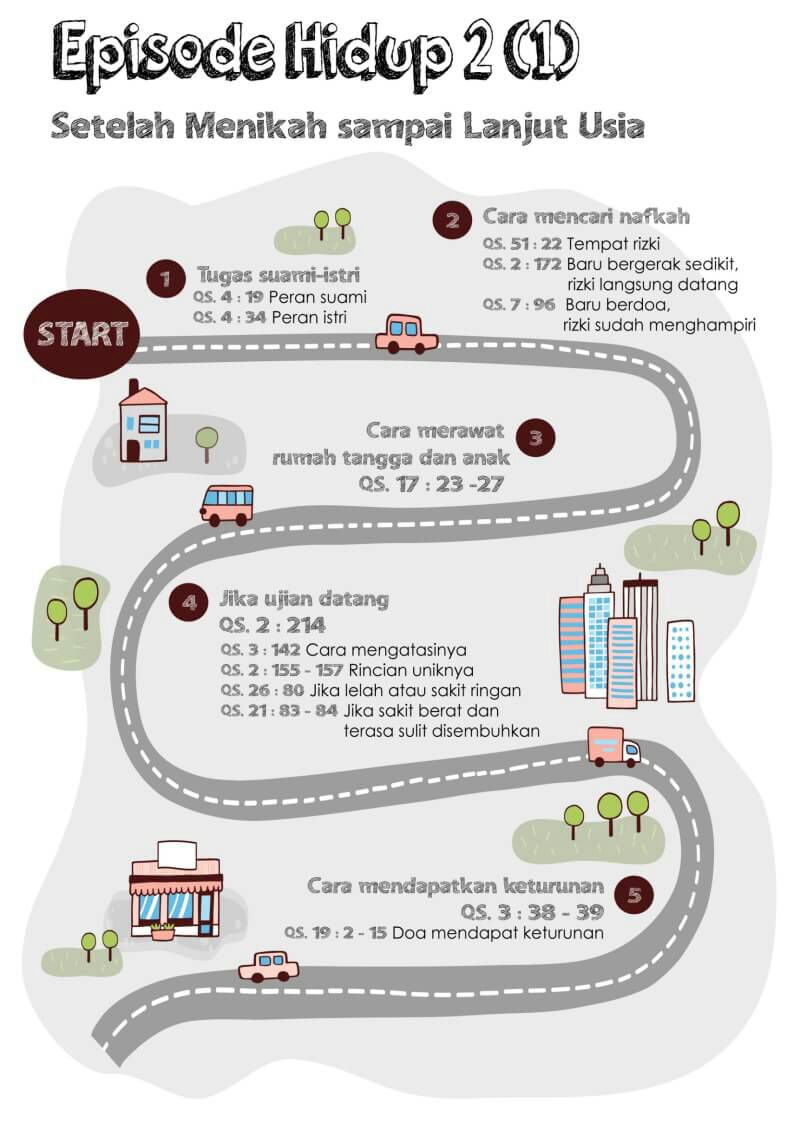 Episode Hidup 2 (1)
Setelah Menikah sampai Lanjut Usia
START
1
Tugas suami-istri
QS. 4 : 19 Peran suami
QS. 4 : 34 Peran istri
2
Cara mencari nafkah
QS. 51 : 22 Tempat rizki
QS. 2 : 172 Baru bergerak sedikit,
rizki langsung datang
QS. 7 : 96 Baru berdoa,
rizki sudah menghampiri
Cara merawat
3
rumah tangga dan anak
QS. 17 : 23 -27
4
Jika ujian datang
QS. 2 : 214
QS. 3 : 142 Cara mengatasinya
QS. 2 : 155 - 157 Rincian uniknya
QS. 26 : 80 Jika lelah atau sakit ringan
QS. 21 : 83 - 84 Jika sakit berat dan
terasa sulit disembuhkan
Cara mendapatkan keturunan
5
QS. 3 : 38 - 39
QS. 19 : 2 - 15 Doa mendapat keturunan